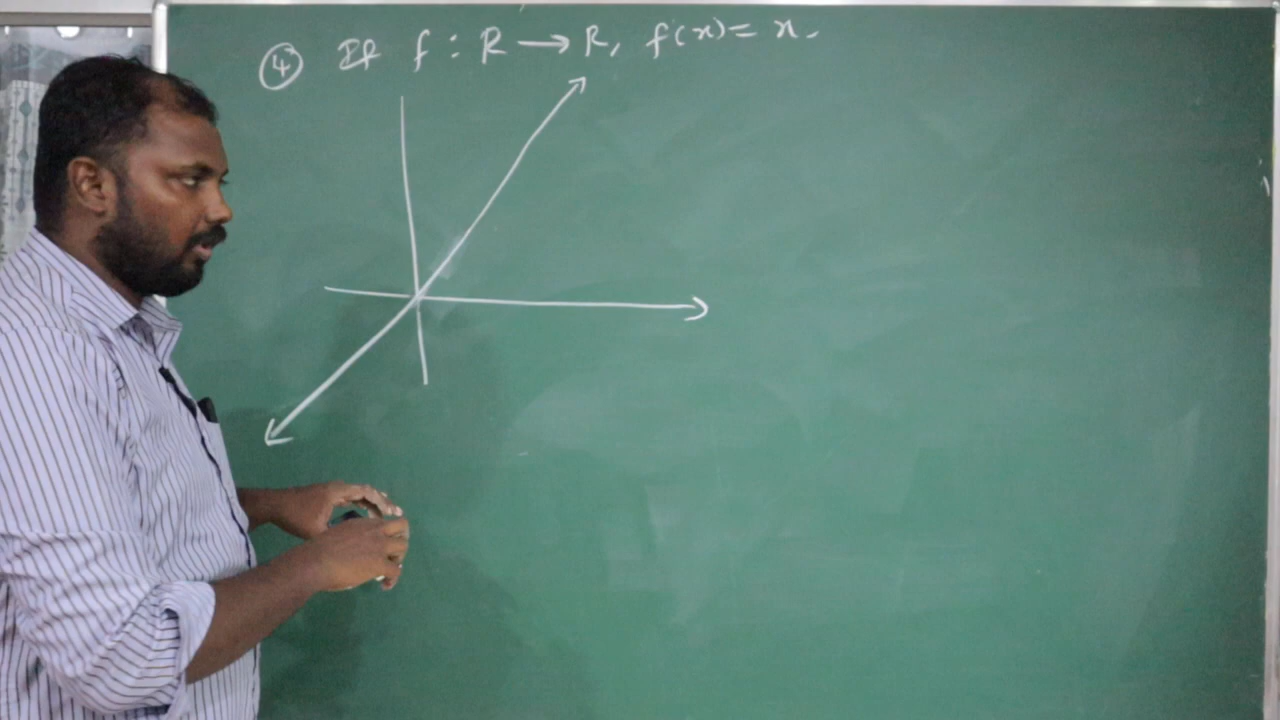 ④ If f : R → R, f(x) = x.